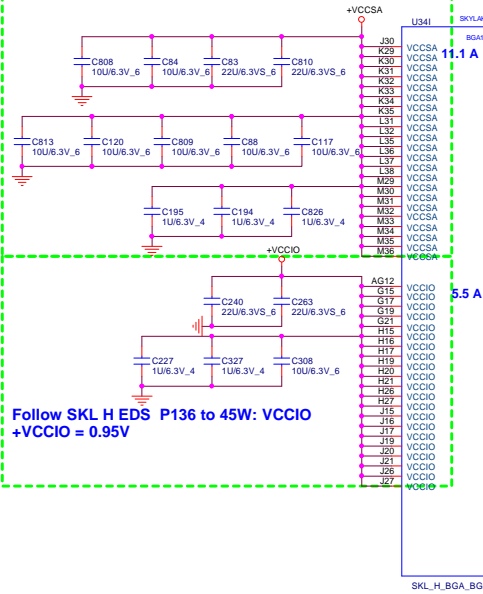 +VCCSA
U34I
SKYLAK
BGA1
11.1 A
C808
10U/6.3V_6
C84
10U/6.3V_6
C83
22U/6.3VS_6
C810
22U/6.3VS_6
C813
10U/6.3V_6
C120
10U/6.3V_6
C809
10U/6.3V_6
C88
10U/6.3V_6
C117
10U/6.3V_6
C195
1U/6.3V_4
C194
1U/6.3V_4
C826
1U/6.3V_4
J30 VCCSA
K29 VCCSA
K30 VCCSA
K31 VCCSA
K32 VCCSA
K33 VCCSA
K34 VCCSA
K35 VCCSA
L31 VCCSA
L32 VCCSA
L35 VCCSA
L36 VCCSA
L37 VCCSA
L38 VCCSA
M29 VCCSA
M30 VCCSA
M31 VCCSA
M32 VCCSA
M33 VCCSA
M34 VCCSA
M35 VCCSA
M36 VCCSA
+VCCIO
5.5 A
C240
22U/6.3VS_6
C263
22U/6.3VS_6
C227
1U/6.3V_4
C327
1U/6.3V_4
C308
10U/6.3V_6
AG12 VCCIO
G15 VCCIO
G17 VCCIO
G19 VCCIO
G21 VCCIO
H15 VCCIO
H16 VCCIO
H17 VCCIO
H19 VCCIO
H20 VCCIO
H21 VCCIO
H26 VCCIO
H27 VCCIO
J15 VCCIO
J16 VCCIO
J17 VCCIO
J19 VCCIO
J20 VCCIO
J21 VCCIO
J26 VCCIO
J27 VCCIO
Follow SKL H EDS P136 to 45W: VCCIO
+VCCIO = 0.95V
SKL_H_BGA_BG